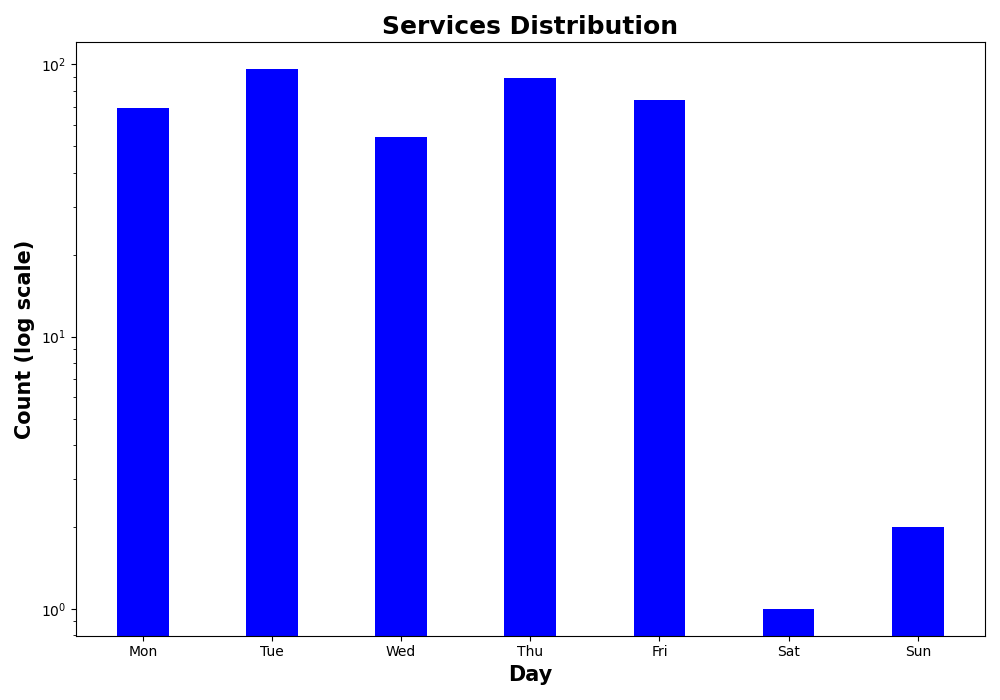 Services Distribution
Count (log scale)
10²
10¹
10⁰
Mon Tue Wed Thu Fri Sat Sun
Day